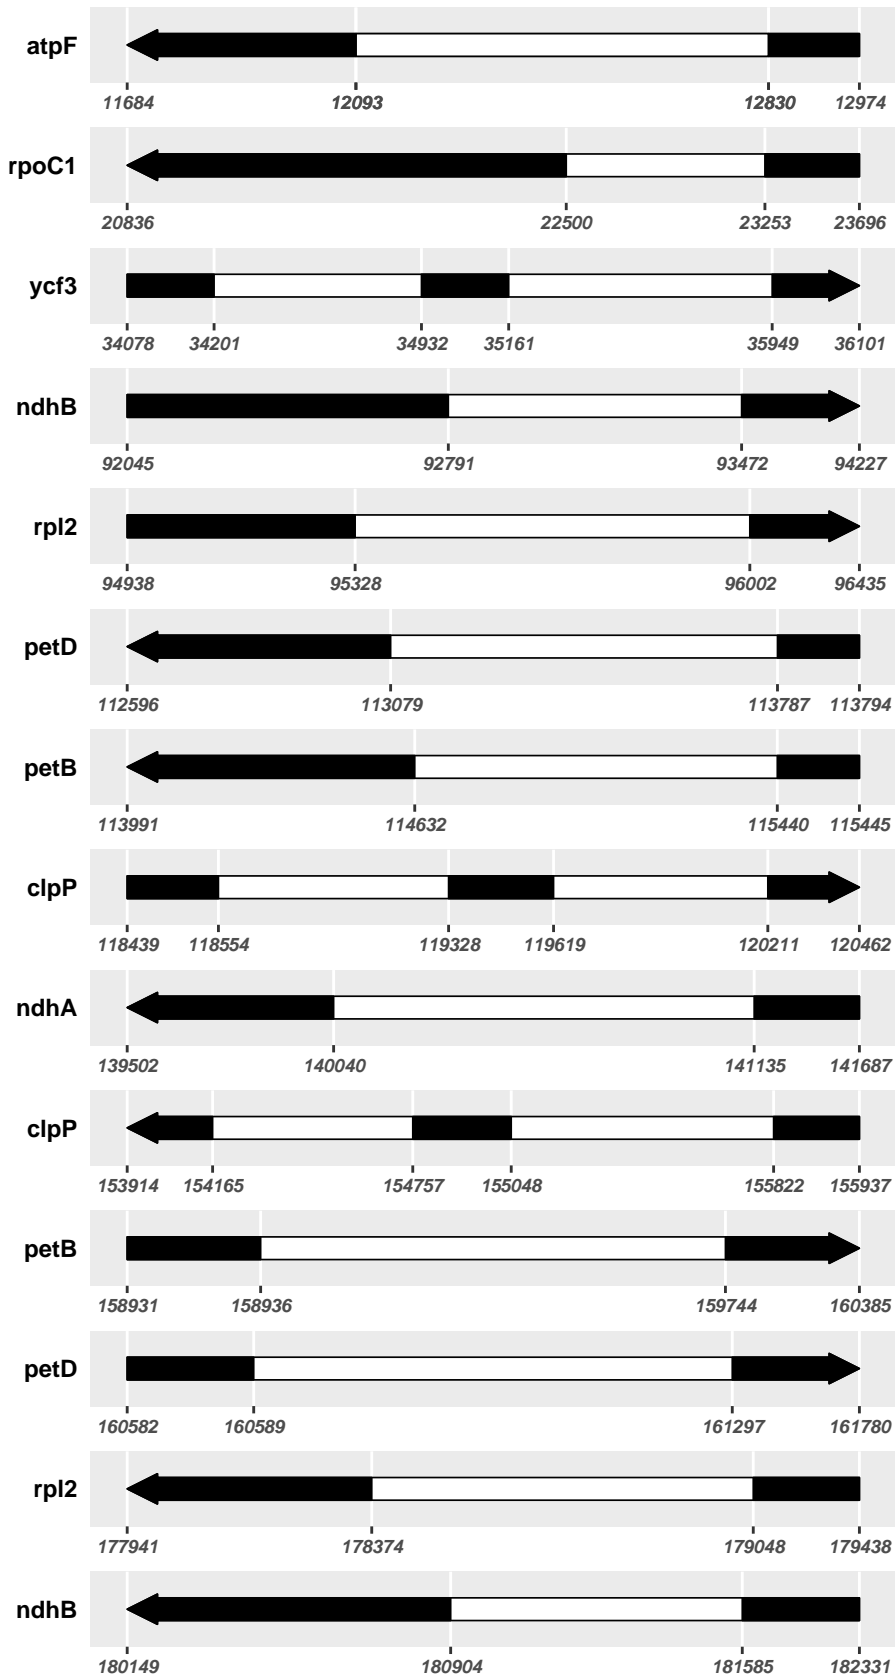 atpF
11684 12093 12830 12974
rpoC1
20836 22500 23253 23696
ycf3
34078 34201 34932 35161 35949 36101
ndhB
92045 92791 93472 94227
rpl2
94938 95328 96002 96435
petD
112596 113079 113787 113794
petB
113991 114632 115440 115445
clpP
118439 118554 119328 119619 120211 120462
ndhA
139502 140040 141135 141687
clpP
153914 154165 154757 155048 155822 155937
petB
158931 158936 159744 160385
petD
160582 160589 161297 161780
rpl2
177941 178374 179048 179438
ndhB
180149 180904 181585 182331